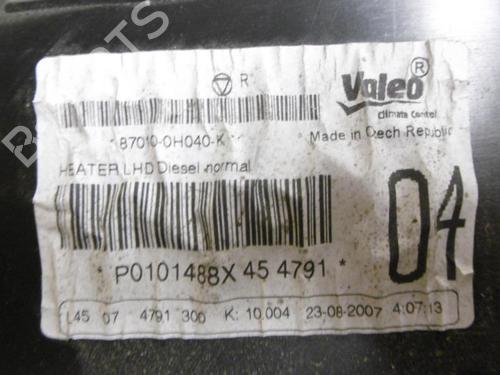 R
Valeo ®
Climate Control
* 87010-0H040-K *
Made in Czech Republic
HEATER LHD Diesel normal
04
* P0101488X 45 4791 *
L45 07 4791 300 K: 10.004 23-08-2007 4:07:13
PARTS